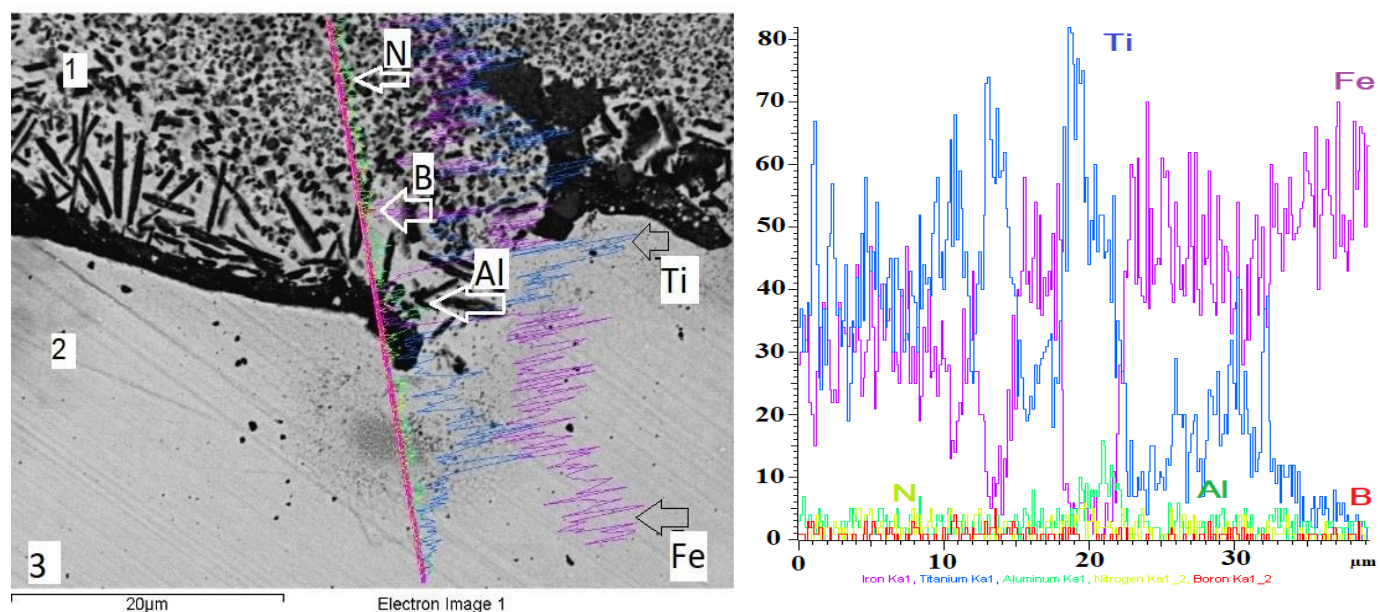 1
N
B
Al
Ti
2
3
Fe
20µm
Electron Image 1
80
70
60
50
40
30
20
10
0
Ti
Fe
N
Al
B
0
10
20
30
µm
Iron Ka1, Titanium Ka1, Aluminum Ka1, Nitrogen Ka1_2, Boron Ka1_2